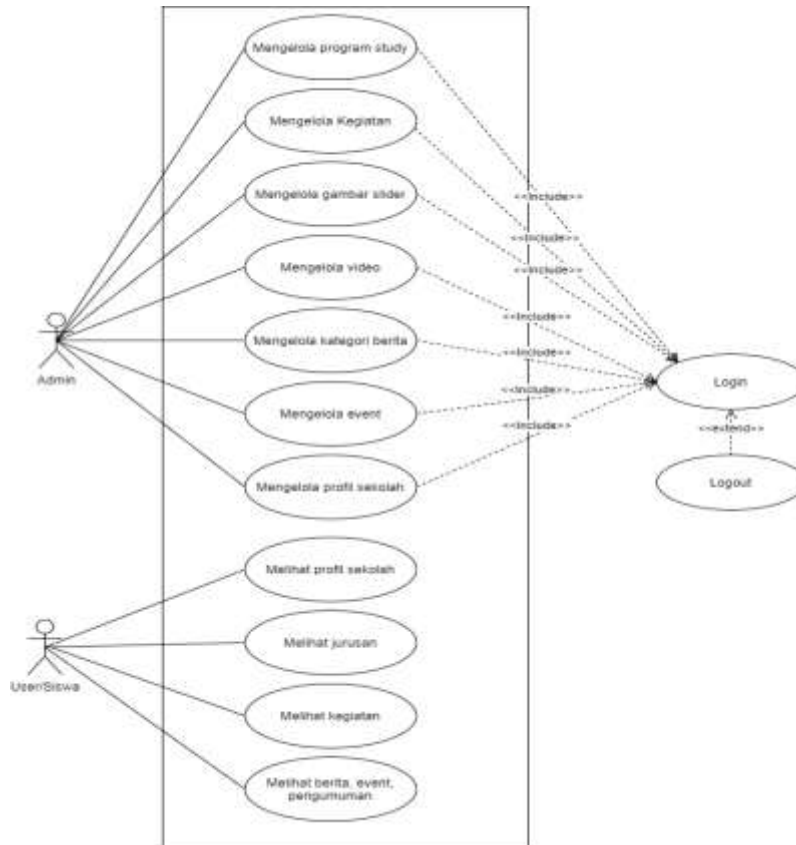 Mengelola program study
Mengelola Kegiatan
Mengelola gambar slider
Mengelola video
Mengelola kategori berita
Mengelola event
Mengelola profil sekolah
Admin
<<Include>>
<<Include>>
<<Include>>
<<Include>>
<<Include>>
<<Include>>
<<Include>>
Login
<<extend>>
Logout
Melihat profil sekolah
Melihat jurusan
Melihat kegiatan
Melihat berita, event,
pengumuman
User/Siswa